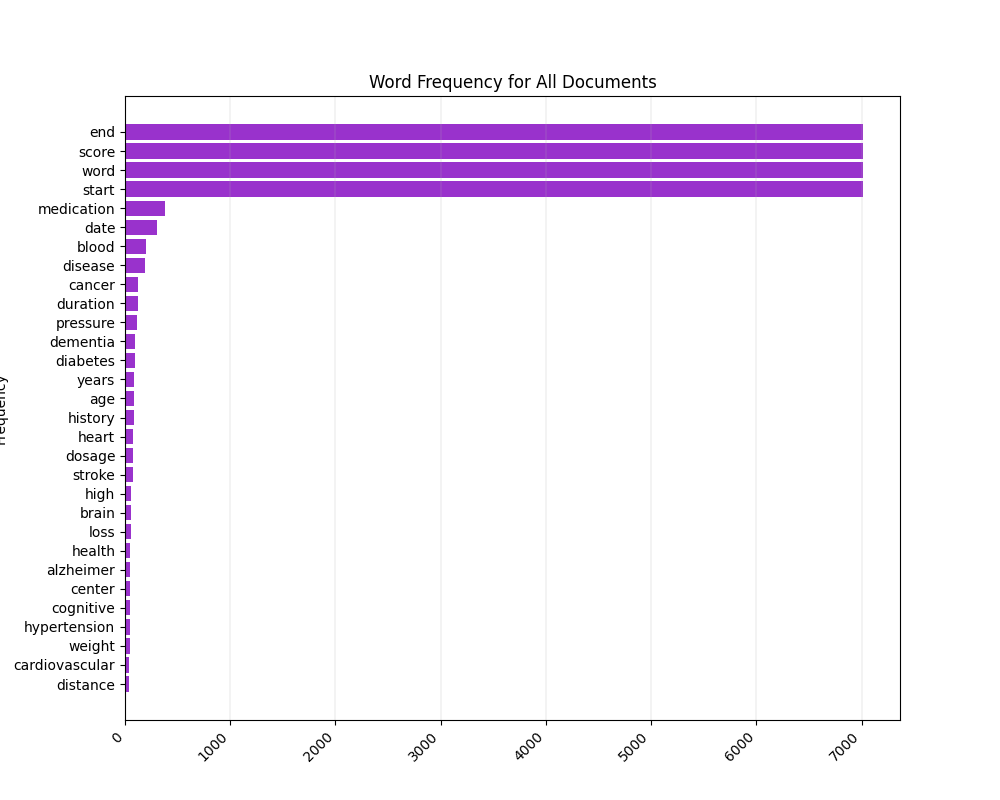 Word Frequency for All Documents
end
score
word
start
medication
date
blood
disease
cancer
duration
pressure
dementia
diabetes
years
age
history
heart
dosage
stroke
high
brain
loss
health
alzheimer
center
cognitive
hypertension
weight
cardiovascular
distance
Frequency
0 1000 2000 3000 4000 5000 6000 7000